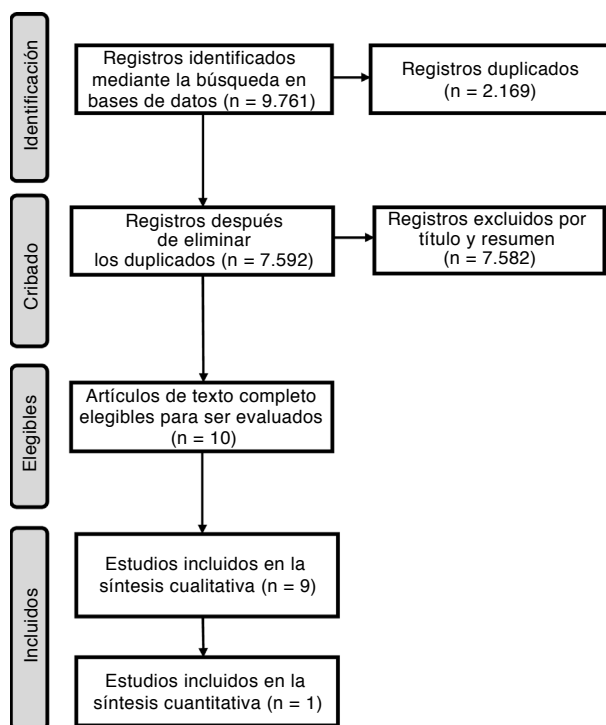 Identificación
Registros identificados
mediante la búsqueda en
bases de datos (n = 9.761)
Registros duplicados
(n = 2.169)
Cribado
Registros después
de eliminar
los duplicados (n = 7.592)
Registros excluidos por
título y resumen
(n = 7.582)
Elegibles
Artículos de texto completo
elegibles para ser evaluados
(n = 10)
Incluidos
Estudios incluidos en la
síntesis cualitativa (n = 9)
Estudios incluidos en la
síntesis cuantitativa (n = 1)